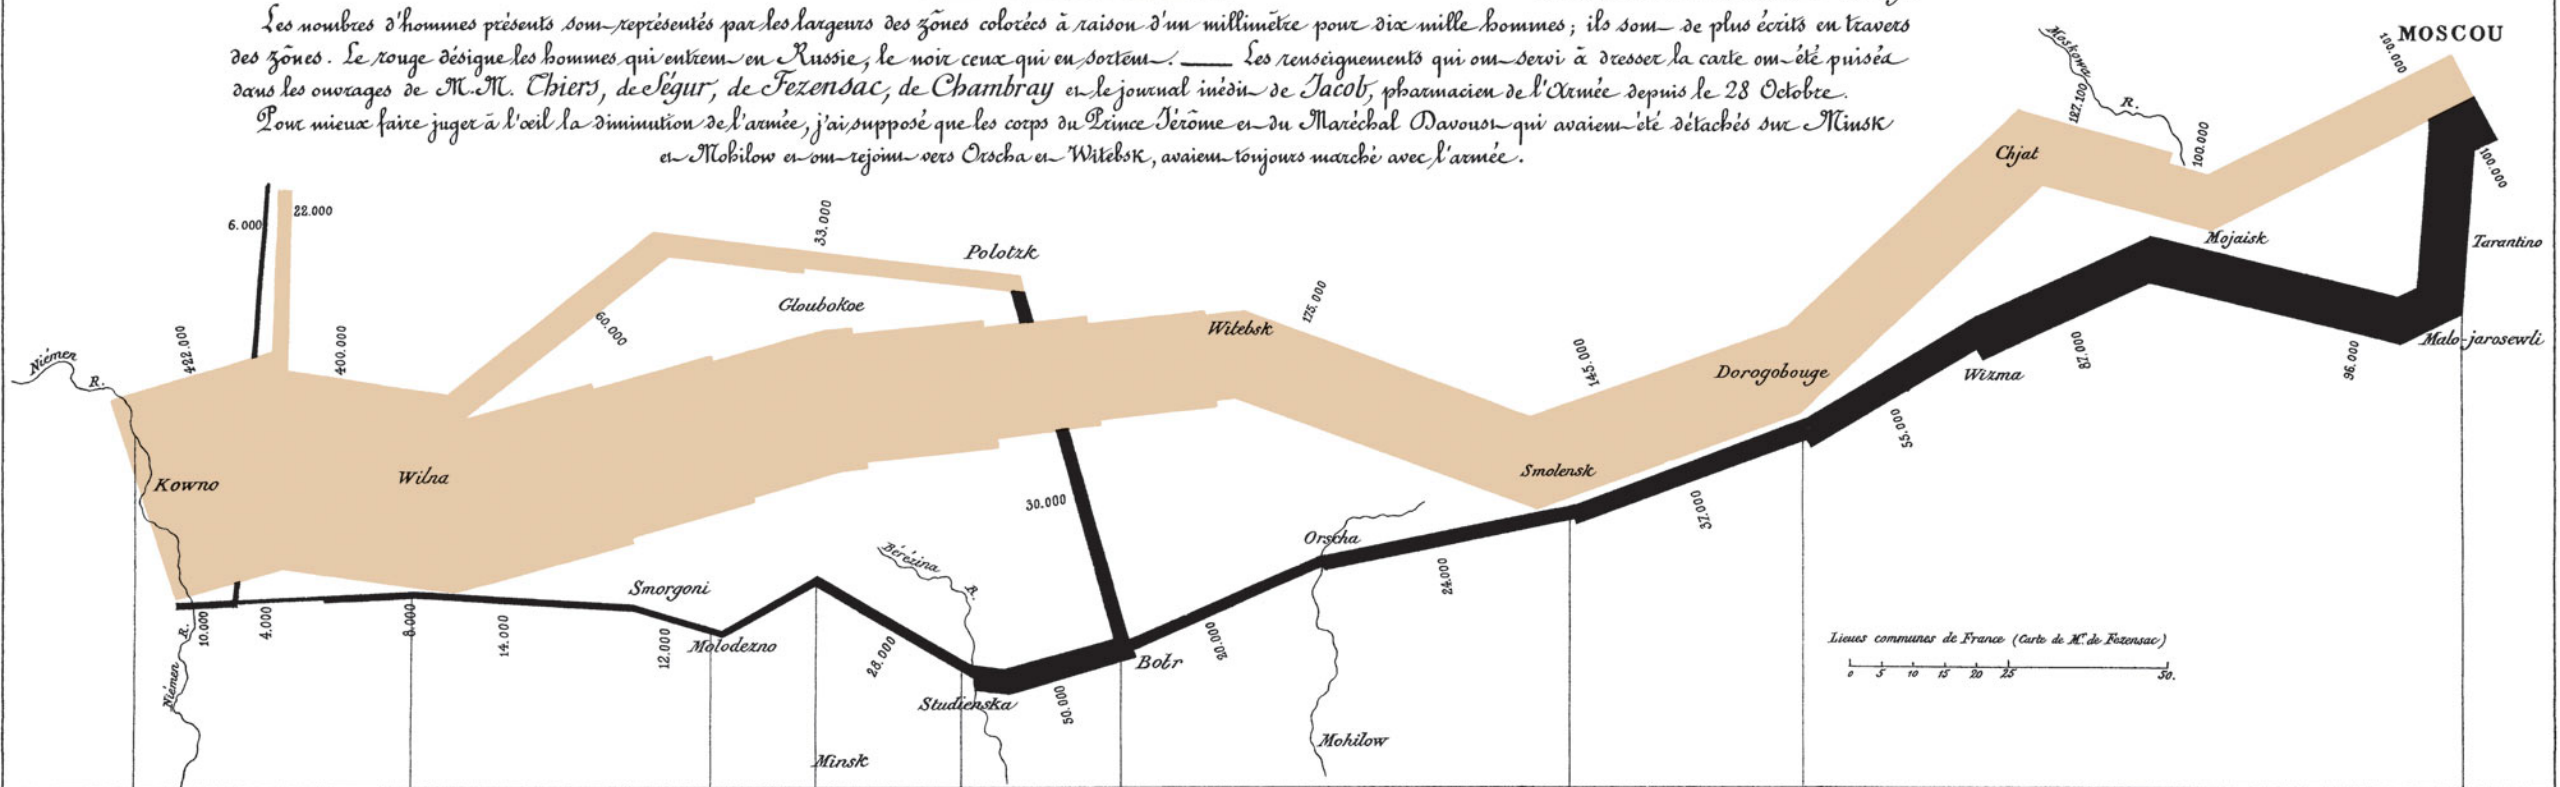 Les nombres d'hommes présents sont représentés par les largeurs des zônes colorées à raison d'un millimètre pour dix mille hommes; ils sont de plus écrits en travers
des zônes. Le rouge désigne les hommes qui entrent en Russie, le noir ceux qui en sortent. — Les renseignements qui ont servi à dresser la carte ont été puisés
dans les ouvrages de M.M. Thiers, de Ségur, de Fezensac, de Chambray et le journal inédit de Jacob, pharmacien de l'Armée depuis le 28 Octobre.
Pour mieux faire juger à l'œil la diminution de l'armée, j'ai supposé que les corps du Prince Jérôme et du Maréchal Davoust qui avaient été détachés sur Minsk
et Mohilow et ont rejoint vers Orscha et Witebsk, avaient toujours marché avec l'armée.
MOSCOU
100.000
Moskowa
R.
127.100
100.000
Chjat
100.000
Mojaisk
Tarantino
Malo-jarosewli
6.000
22.000
33.000
Polotzk
Gloubokoe
60.000
422.000
400.000
Niémen
R.
Witebsk
175.000
145.000
Dorogobouge
Wizma
87.000
96.000
55.000
Kowno
Wilna
Smolensk
37.000
30.000
Orscha
24.000
Bérézina
R.
Smorgoni
Molodezno
10.000
4.000
8.000
14.000
12.000
28.000
Studienska
50.000
Botr
20.000
R.
Niémen
Minsk
Mohilow
Lieues communes de France (Carte de Mr. de Fezensac)
0 5 10 15 20 25 50.